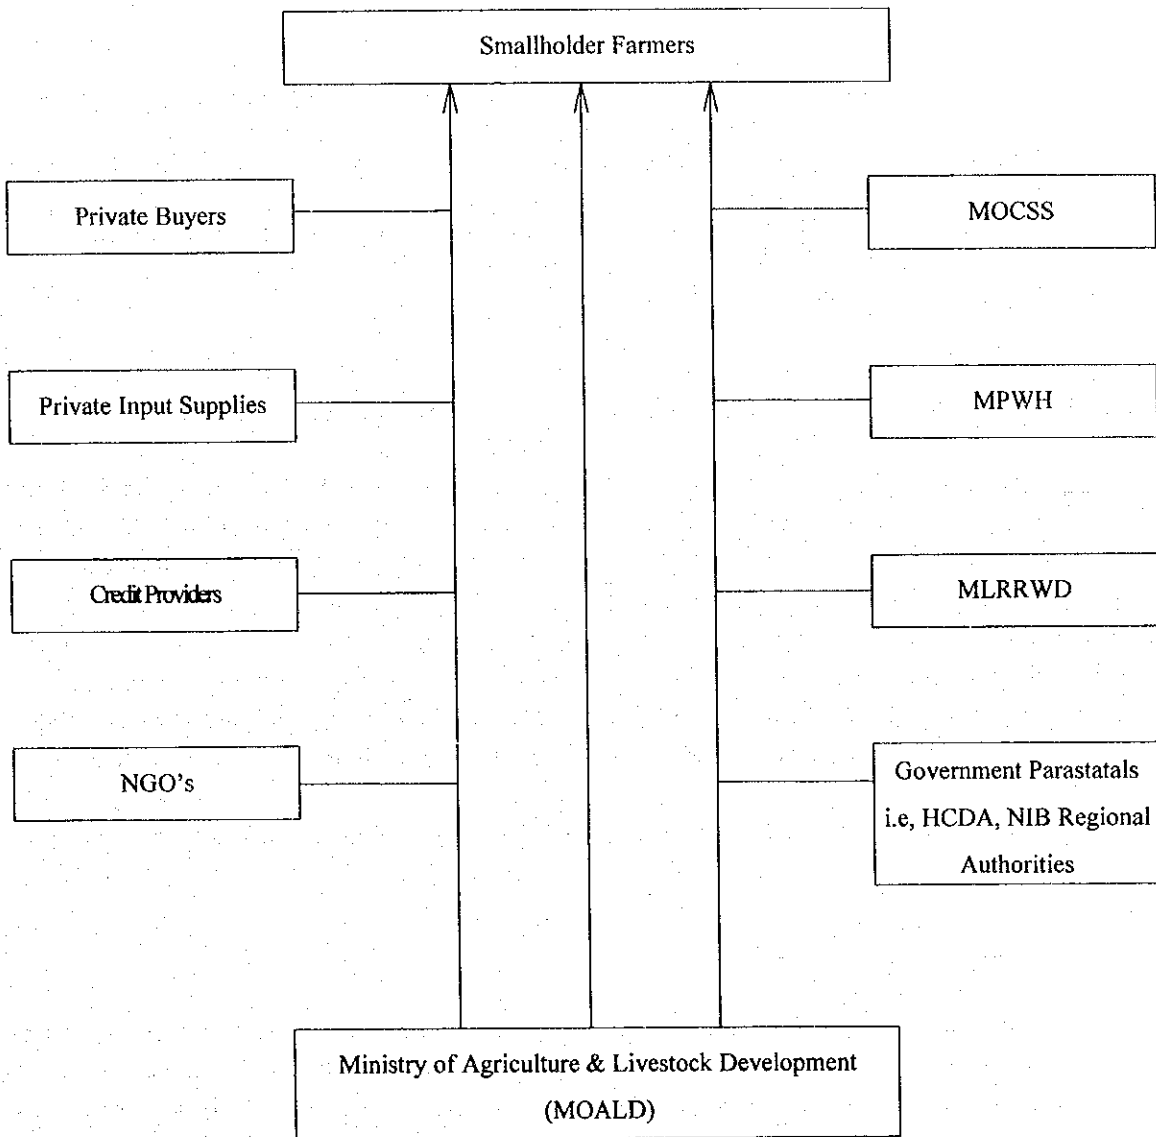 Smallholder Farmers
Private Buyers
MOCSS
Private Input Supplies
MPWH
Credit Providers
MLRRWD
NGO's
Government Parastatals
i.e, HCDA, NIB Regional
Authorities
Ministry of Agriculture & Livestock Development
(MOALD)